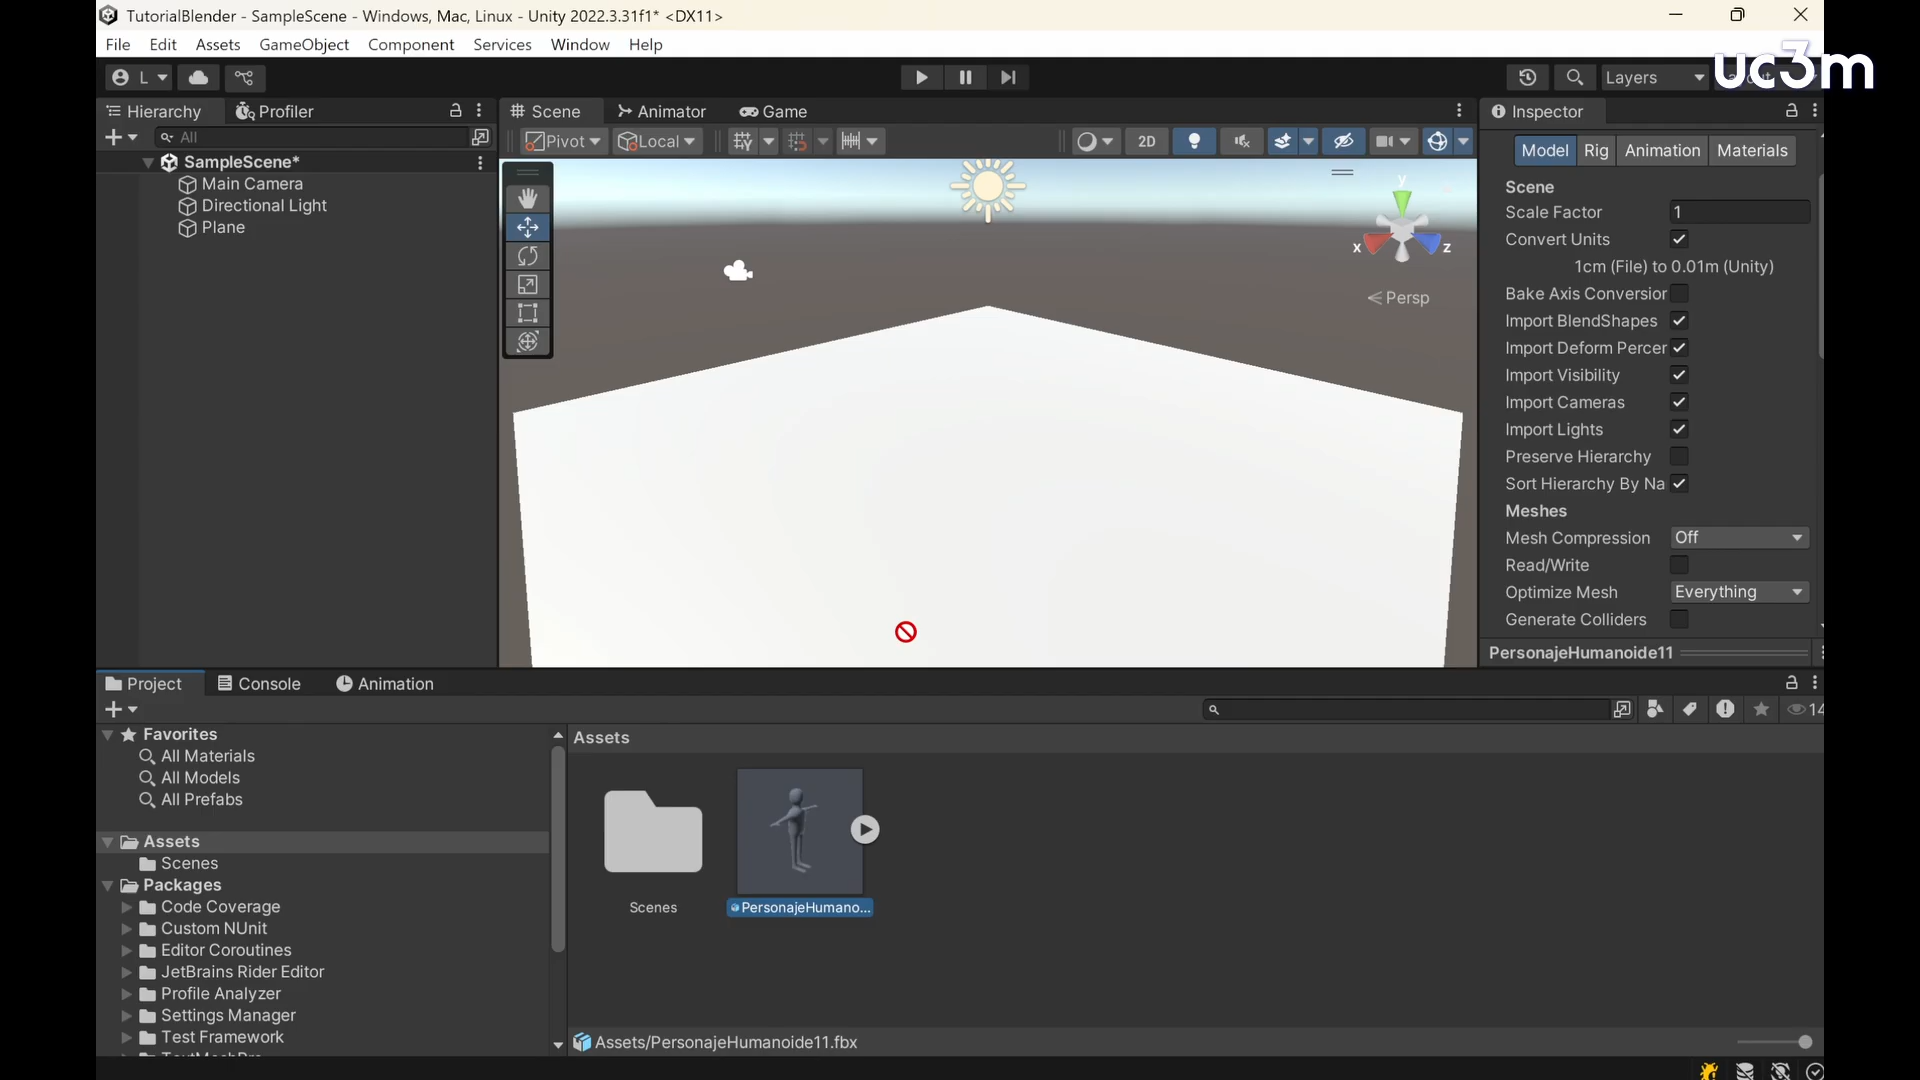 TutorialBlender - SampleScene - Windows, Mac, Linux - Unity 2022.3.31f1* <DX11>
File Edit Assets GameObject Component Services Window Help
uc3m
L
Layers
Hierarchy Profiler
Scene Animator Game
Inspector
All
Pivot Local
2D
Model Rig Animation Materials
SampleScene*
Main Camera
Directional Light
Plane
y
x
z
Persp
Scene
Scale Factor 1
Convert Units
1cm (File) to 0.01m (Unity)
Bake Axis Conversior
Import BlendShapes
Import Deform Percer
Import Visibility
Import Cameras
Import Lights
Preserve Hierarchy
Sort Hierarchy By Na
Meshes
Mesh Compression Off
Read/Write
Optimize Mesh Everything
Generate Colliders
PersonajeHumanoide11
Project Console Animation
14
Favorites
All Materials
All Models
All Prefabs
Assets
Scenes
Packages
Code Coverage
Custom NUnit
Editor Coroutines
JetBrains Rider Editor
Profile Analyzer
Settings Manager
Test Framework
Assets
Scenes
PersonajeHumano...
Assets/PersonajeHumanoide11.fbx